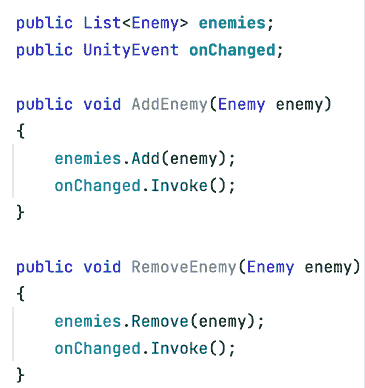 public List<Enemy> enemies;
public UnityEvent onChanged;
public void AddEnemy(Enemy enemy)
{
enemies.Add(enemy);
onChanged.Invoke();
}
public void RemoveEnemy(Enemy enemy)
{
enemies.Remove(enemy);
onChanged.Invoke();
}